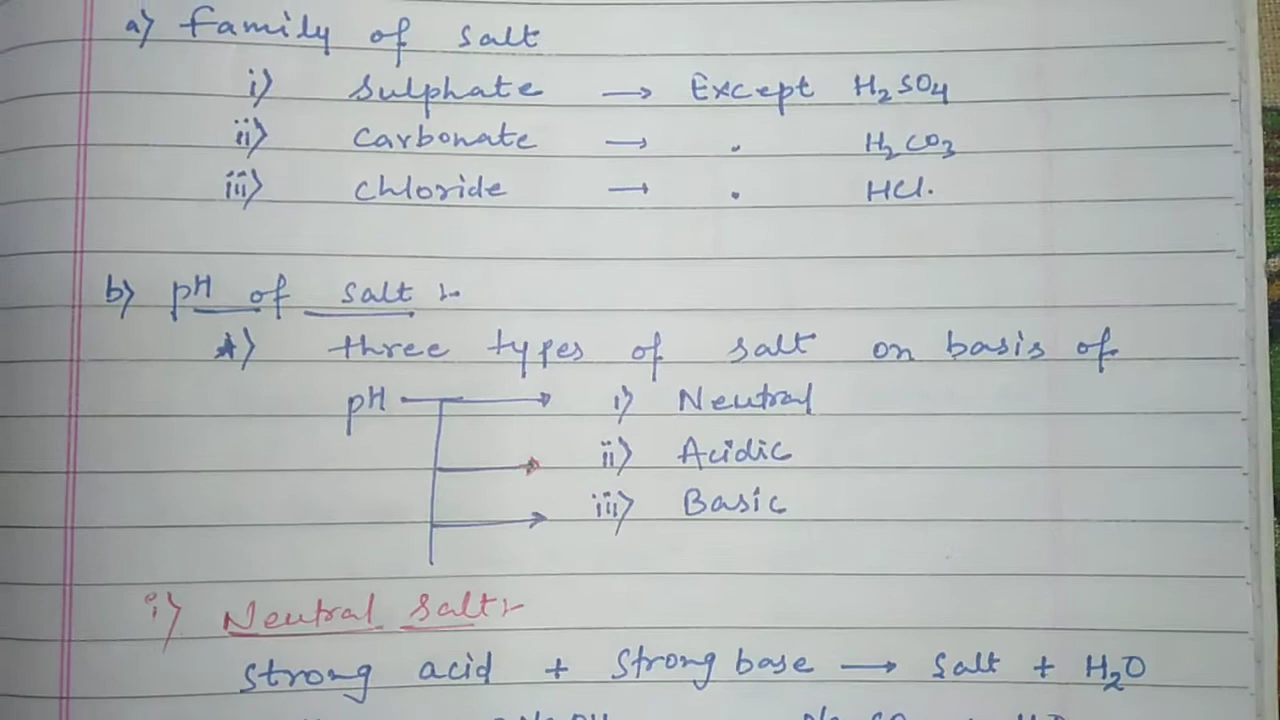 a) family of salt
i) Sulphate → Except H₂SO₄
ii) Carbonate → . H₂CO₃
iii) Chloride → . HCl.
b) pH of salt :-
A) three types of salt on basis of
pH → i) Neutral
→ ii) Acidic
→ iii) Basic
i) Neutral salt :-
strong acid + strong base → salt + H₂O